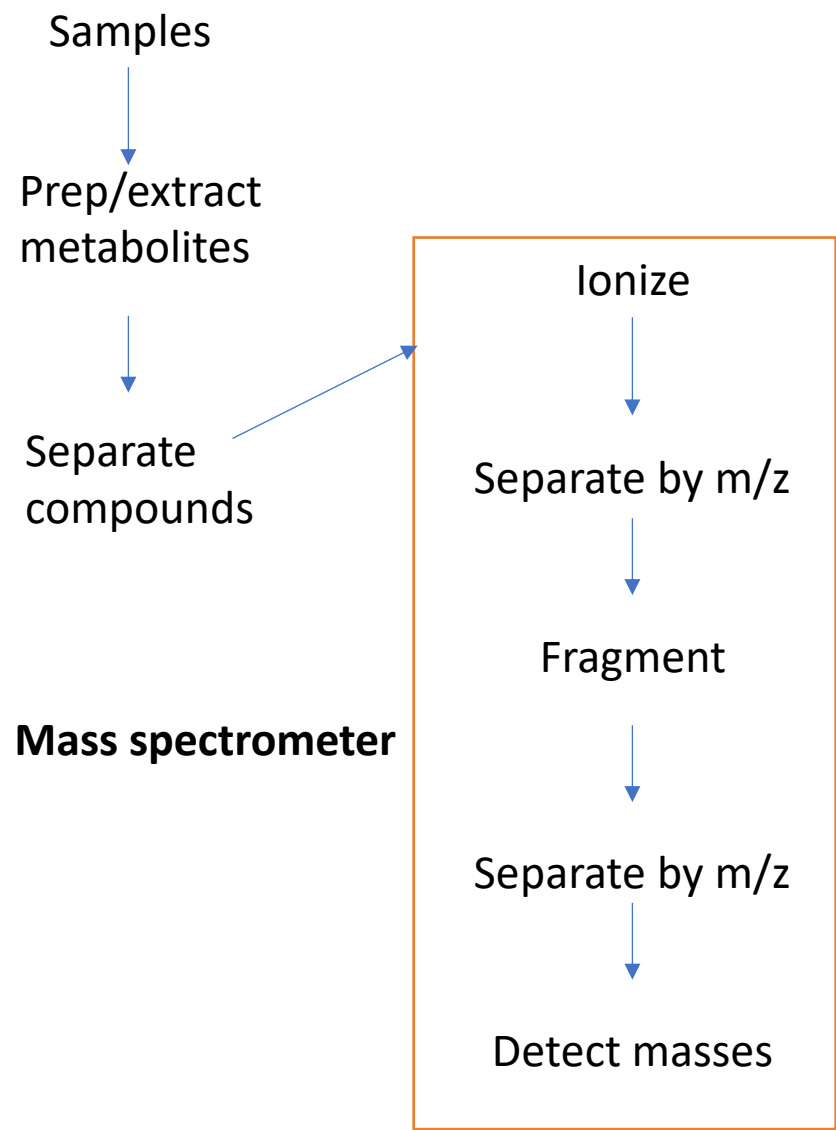 Samples
Prep/extract
metabolites
Separate
compounds
Mass spectrometer
Ionize
Separate by m/z
Fragment
Separate by m/z
Detect masses